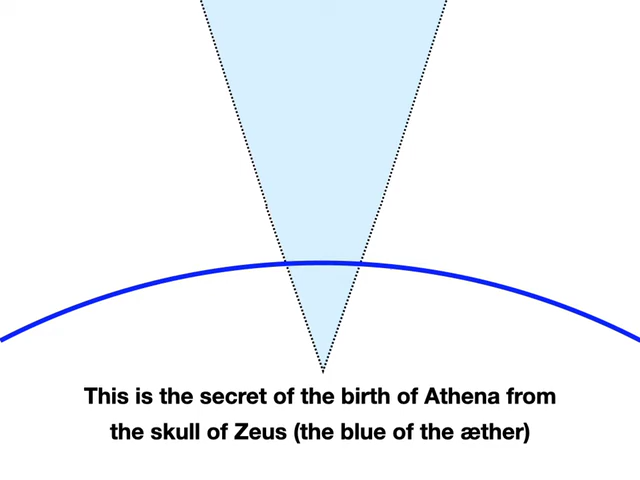 This is the secret of the birth of Athena from
the skull of Zeus (the blue of the æther)